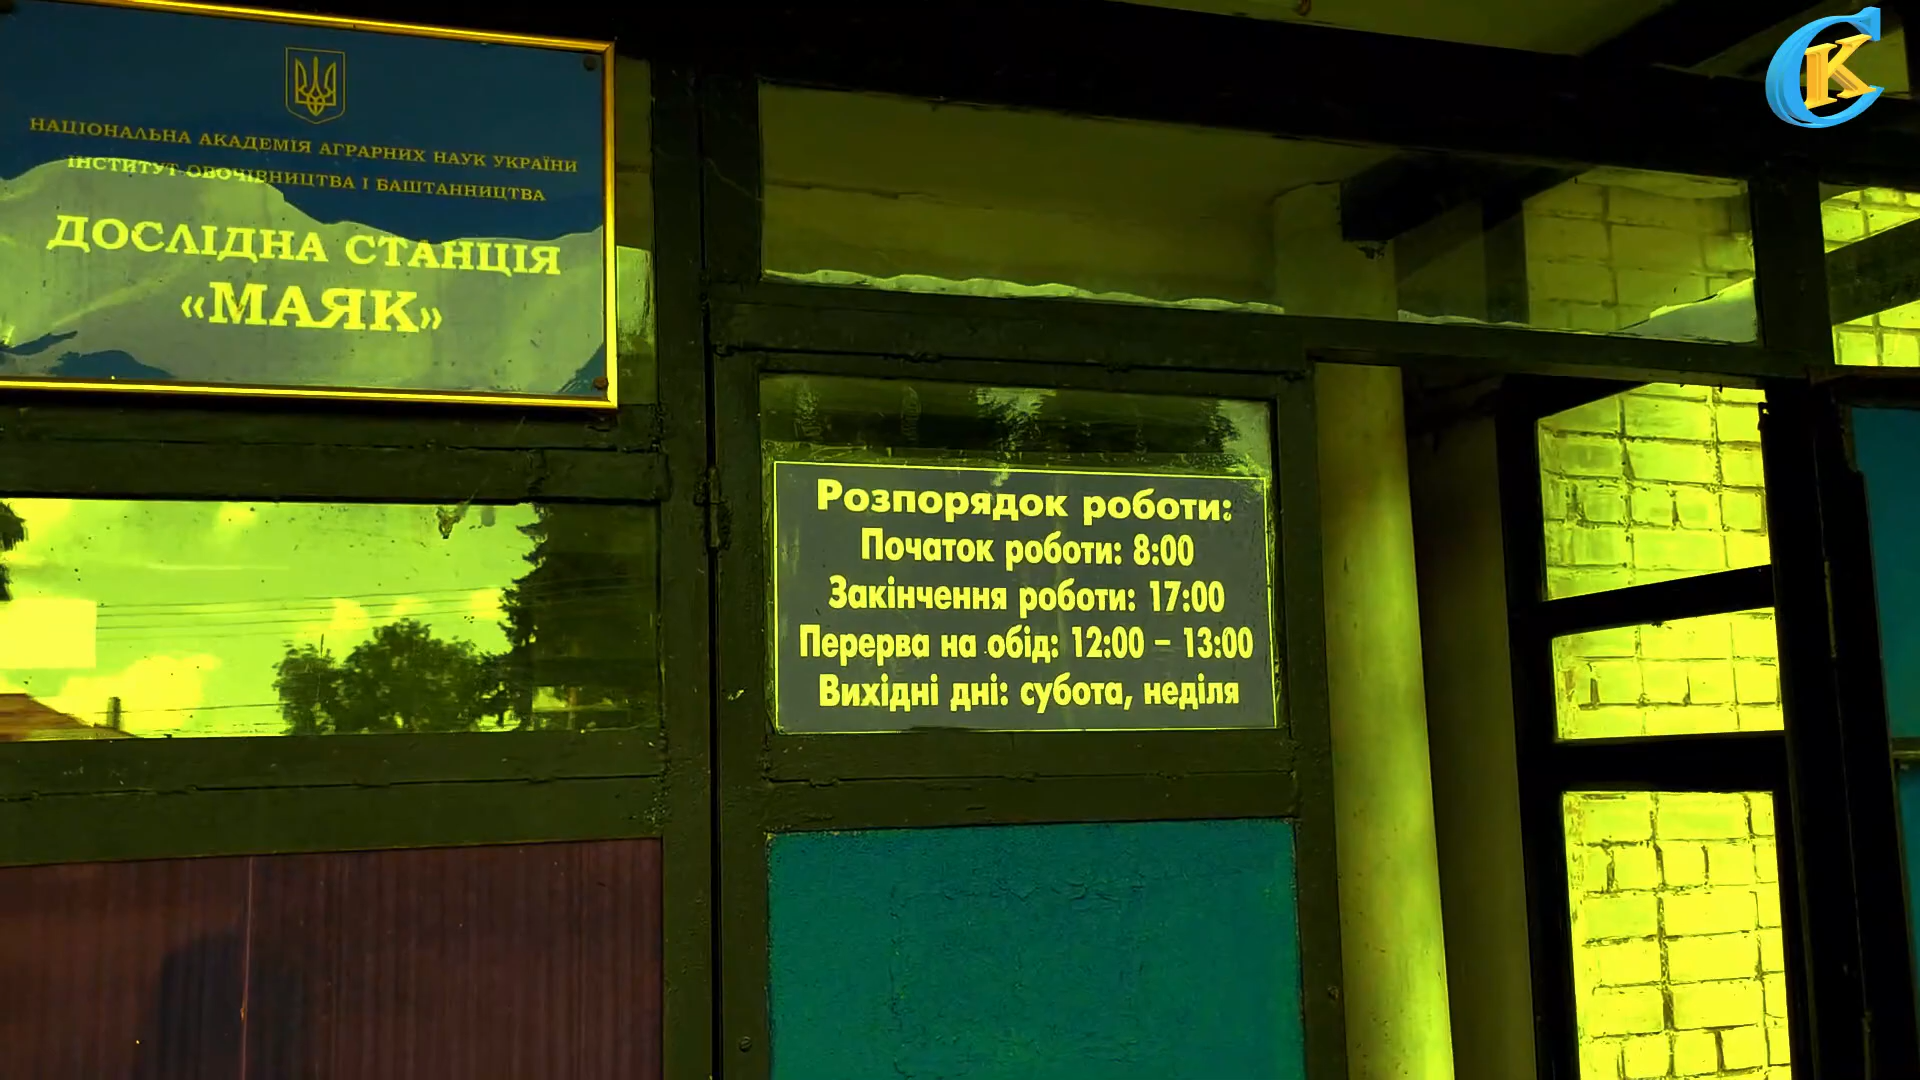 НАЦІОНАЛЬНА АКАДЕМІЯ АГРАРНИХ НАУК УКРАЇНИ
ІНСТИТУТ ОВОЧІВНИЦТВА І БАШТАННИЦТВА
ДОСЛІДНА СТАНЦІЯ
«МАЯК»
Розпорядок роботи:
Початок роботи: 8:00
Закінчення роботи: 17:00
Перерва на обід: 12:00 – 13:00
Вихідні дні: субота, неділя
СК